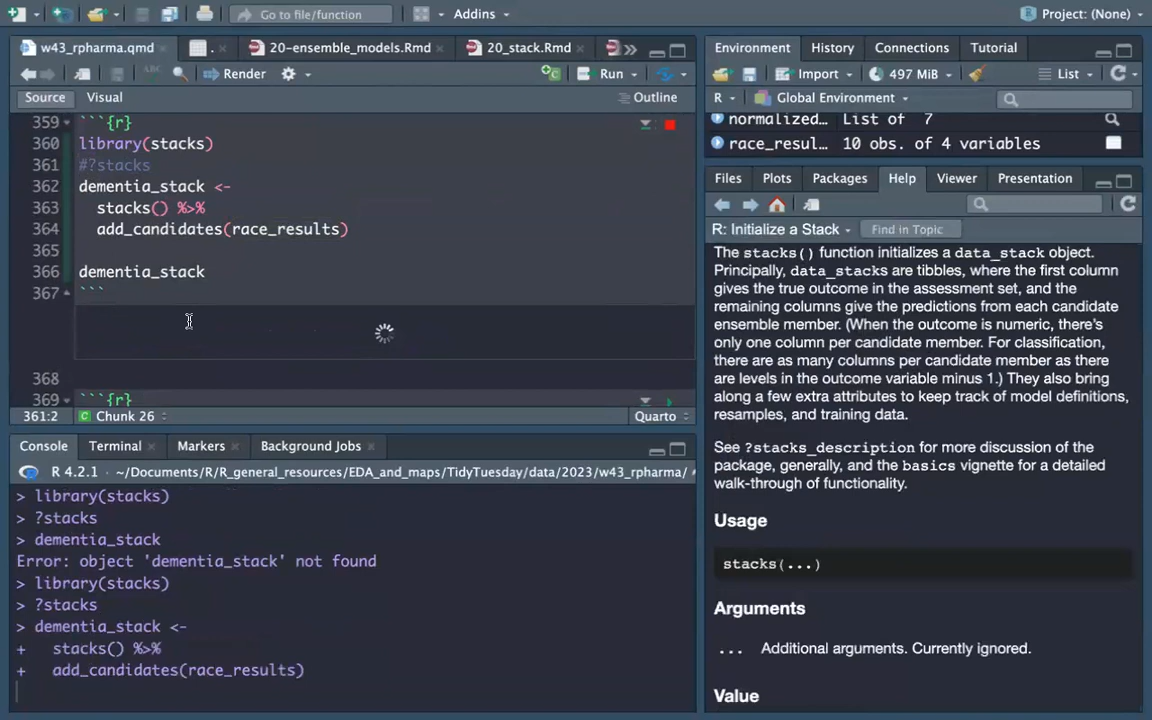 Go to file/function
Addins
Project: (None)
w43_rpharma.qmd
.
20-ensemble_models.Rmd
20_stack.Rmd
Render
Run
Source
Visual
Outline
359 ```{r}
360 library(stacks)
361 #?stacks
362 dementia_stack <-
363   stacks() %>%
364   add_candidates(race_results)
365
366 dementia_stack
367 ```
368
369 ```{r}
361:2
Chunk 26
Quarto
Console
Terminal
Markers
Background Jobs
R 4.2.1 · ~/Documents/R/R_general_resources/EDA_and_maps/TidyTuesday/data/2023/w43_rpharma/
> library(stacks)
> ?stacks
> dementia_stack
Error: object 'dementia_stack' not found
> library(stacks)
> ?stacks
> dementia_stack <-
+   stacks() %>%
+   add_candidates(race_results)
Environment
History
Connections
Tutorial
Import
497 MiB
List
R
Global Environment
normalized… List of 7
race_resul… 10 obs. of 4 variables
Files
Plots
Packages
Help
Viewer
Presentation
R: Initialize a Stack
Find in Topic
The stacks() function initializes a data_stack object.
Principally, data_stacks are tibbles, where the first column
gives the true outcome in the assessment set, and the
remaining columns give the predictions from each candidate
ensemble member. (When the outcome is numeric, there's
only one column per candidate member. For classification,
there are as many columns per candidate member as there
are levels in the outcome variable minus 1.) They also bring
along a few extra attributes to keep track of model definitions,
resamples, and training data.
See ?stacks_description for more discussion of the
package, generally, and the basics vignette for a detailed
walk-through of functionality.
Usage
stacks(...)
Arguments
... Additional arguments. Currently ignored.
Value